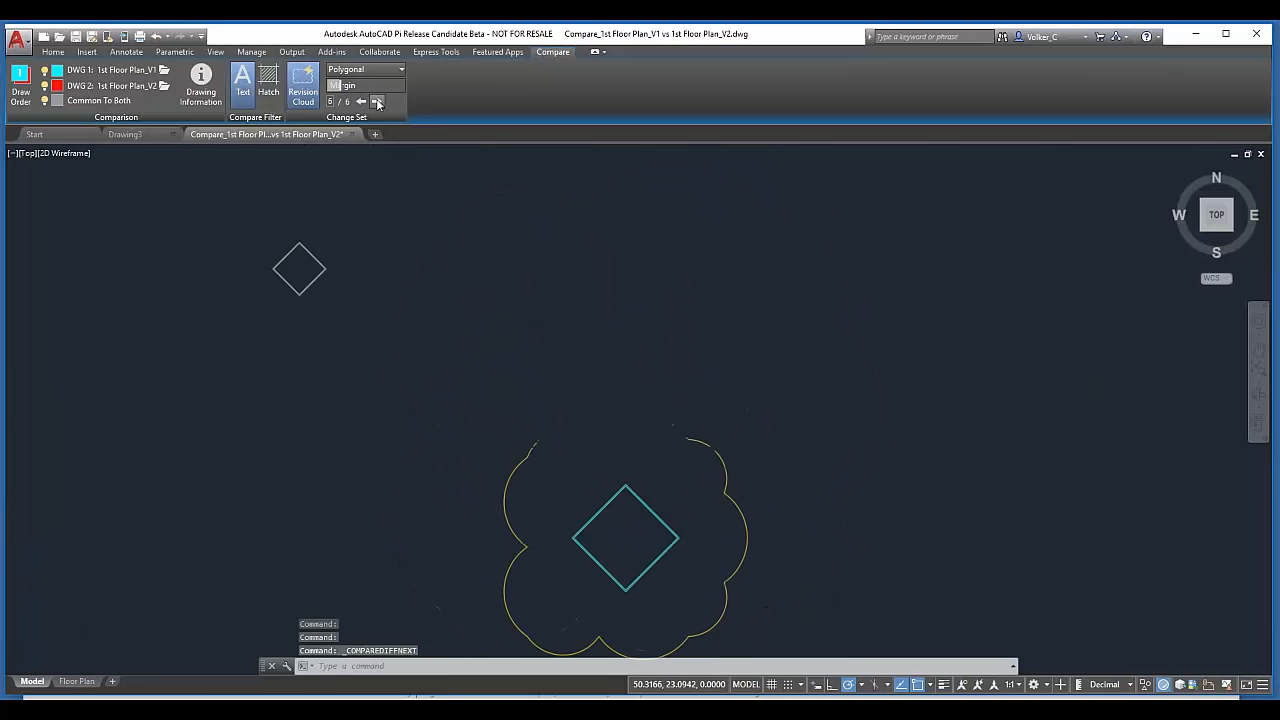 Autodesk AutoCAD Pi Release Candidate Beta - NOT FOR RESALE Compare_1st Floor Plan_V1 vs 1st Floor Plan_V2.dwg
Type a keyword or phrase
Volker_C
Home Insert Annotate Parametric View Manage Output Add-ins Collaborate Express Tools Featured Apps Compare
1
Draw
Order
DWG 1: 1st Floor Plan_V1
DWG 2: 1st Floor Plan_V2
Common To Both
Drawing
Information
Comparison
A
Text
Hatch
Compare Filter
Revision
Cloud
Polygonal
Margin
/ 6
Change Set
Start Drawing3 Compare_1st Floor Pl...vs 1st Floor Plan_V2*
[−][Top][2D Wireframe]
N
W TOP E
S
WCS
Command:
Command:
Command: _COMPAREDIFFNEXT
Type a command
Model Floor Plan
50.3166, 23.0942, 0.0000 MODEL 1:1 Decimal